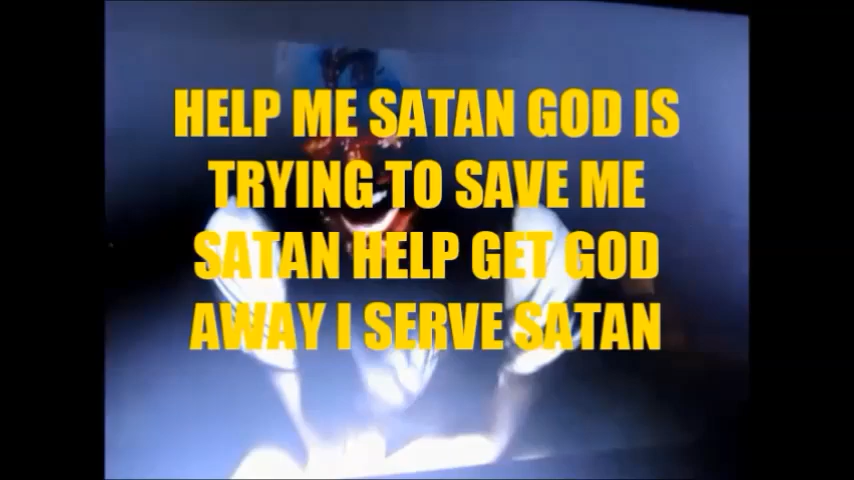 HELP ME SATAN GOD IS
TRYING TO SAVE ME
SATAN HELP GET GOD
AWAY I SERVE SATAN